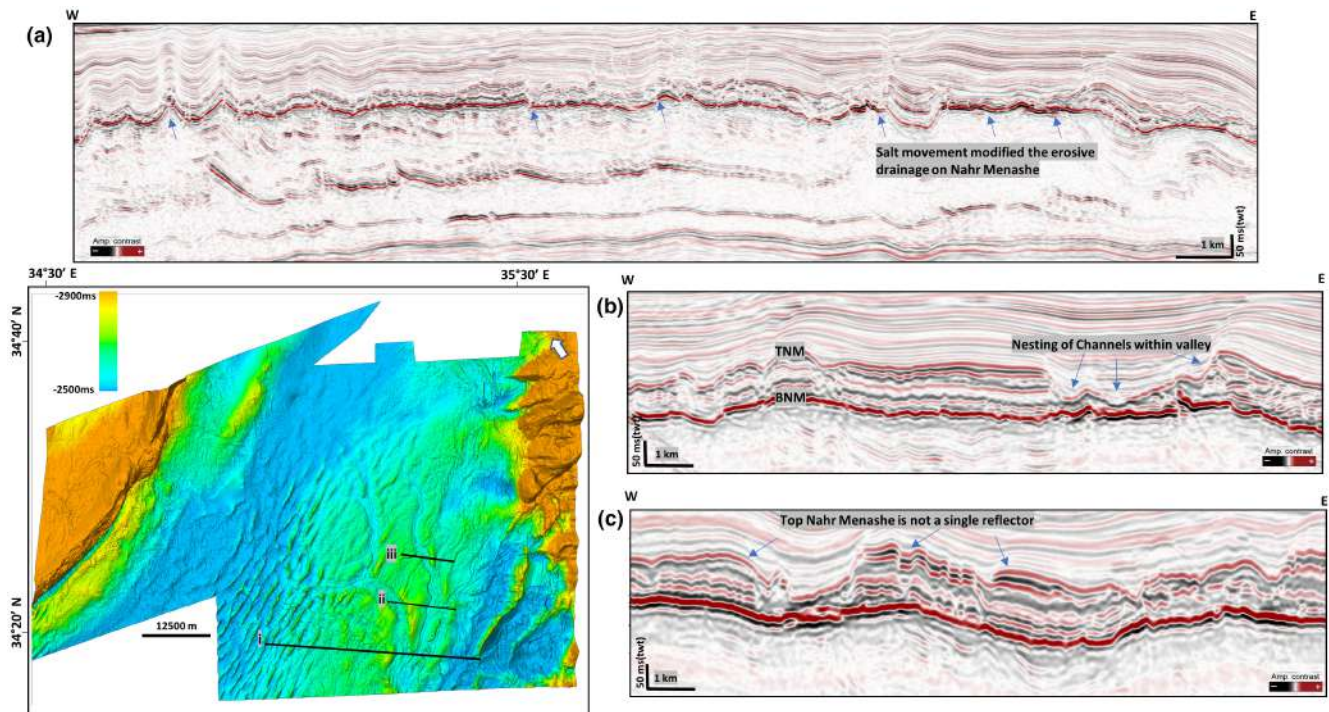 (a)
W
E
Salt movement modified the erosive
drainage on Nahr Menashe
Amp. contrast
- +
1 km
50 ms(twt)
34°30' E
35°30' E
34°40' N
34°20' N
-2900ms
-2500ms
12500 m
i
ii
iii
(b)
W
E
TNM
BNM
Nesting of Channels within valley
50 ms(twt)
1 km
Amp. contrast
- +
(c)
W
E
Top Nahr Menashe is not a single reflector
50 ms(twt)
1 km
Amp. contrast
- +